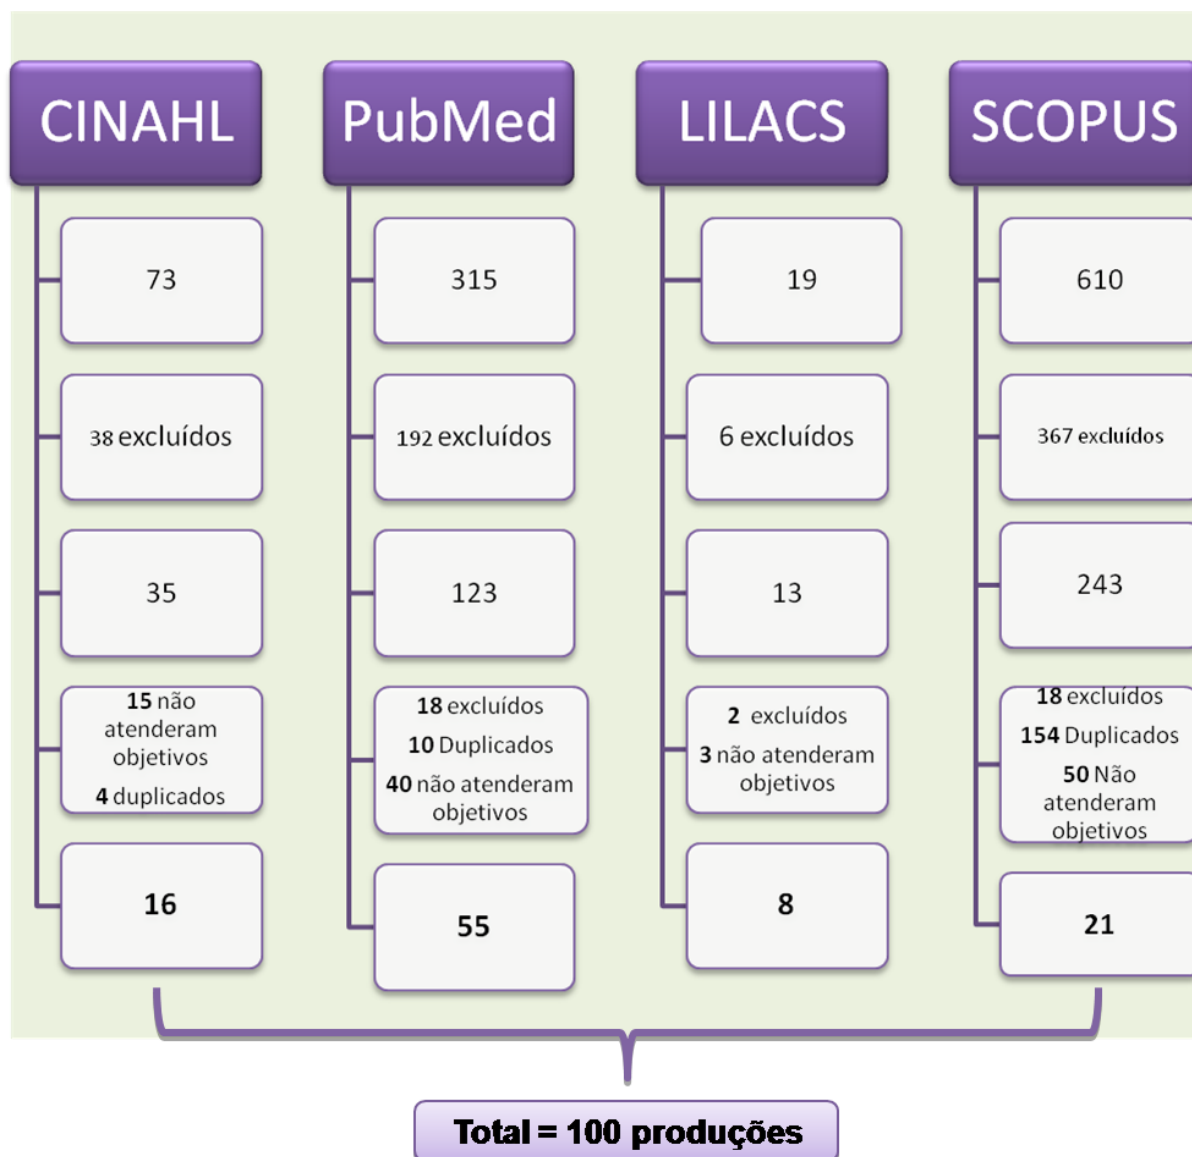 CINAHL
73
38 excluídos
35
15 não
atenderam
objetivos
4 duplicados
16
PubMed
315
192 excluídos
123
18 excluídos
10 Duplicados
40 não atenderam
objetivos
55
LILACS
19
6 excluídos
13
2 excluídos
3 não atenderam
objetivos
8
SCOPUS
610
367 excluídos
243
18 excluídos
154 Duplicados
50 Não
atenderam
objetivos
21
Total = 100 produções